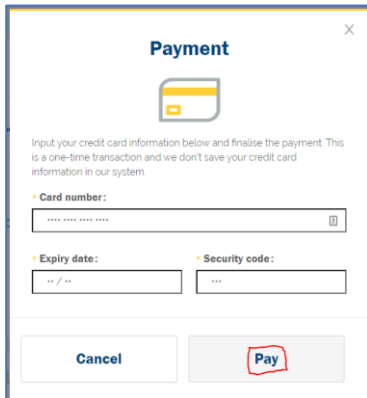 Payment
Input your credit card information below and finalise the payment. This
is a one-time transaction and we don't save your credit card
information in our system.
* Card number:
•••• •••• •••• ••••
* Expiry date:
•• / ••
* Security code:
•••
Cancel
Pay